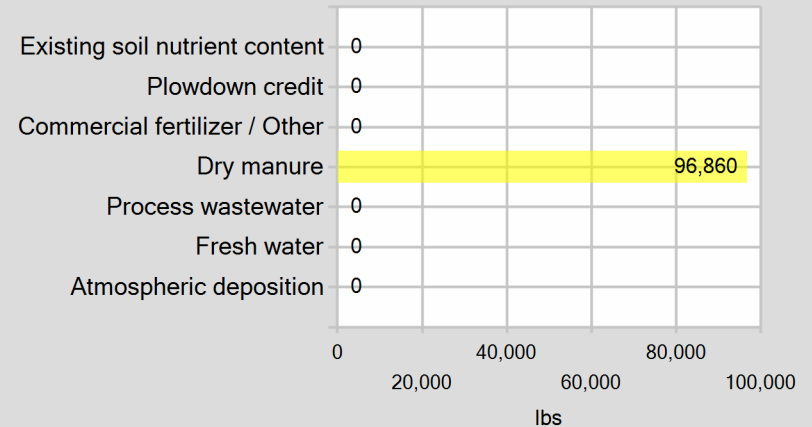 Existing soil nutrient content 0
Plowdown credit 0
Commercial fertilizer / Other 0
Dry manure 96,860
Process wastewater 0
Fresh water 0
Atmospheric deposition 0
0 40,000 80,000
20,000 60,000 100,000
lbs